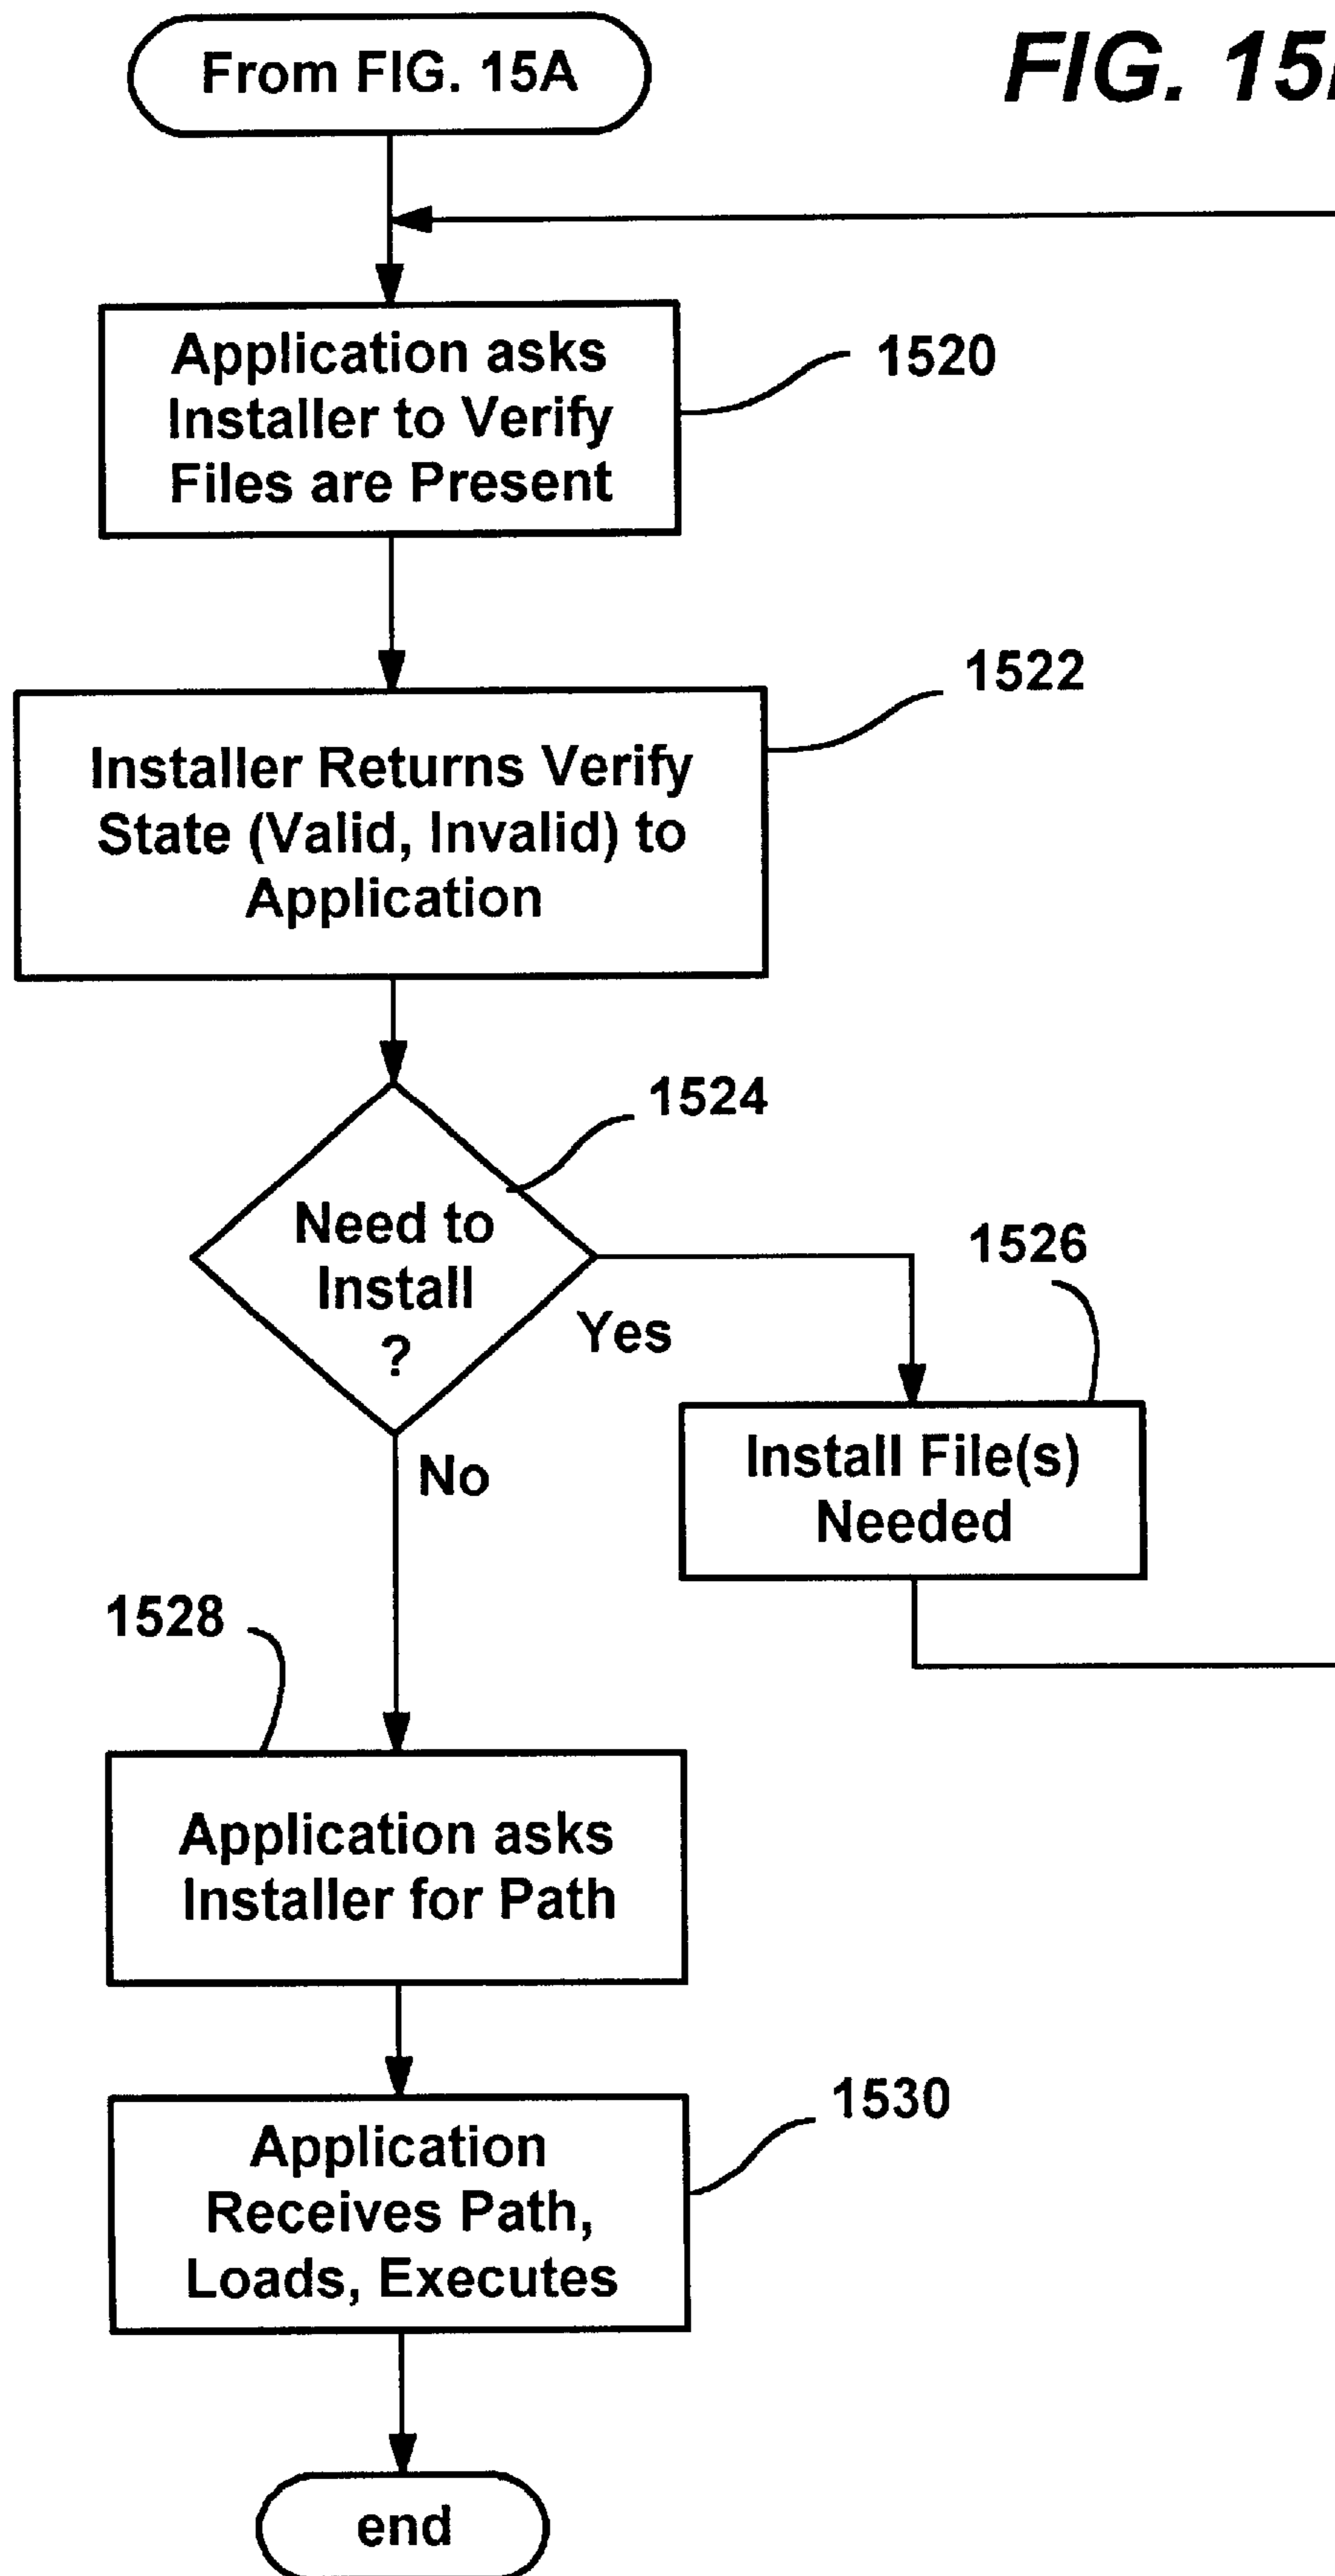 From FIG. 15A
FIG. 15
Application asks
Installer to Verify
Files are Present
1520
1522
Installer Returns Verify
State (Valid, Invalid) to
Application
1524
Need to
Install
?
Yes
1526
No
Install File(s)
Needed
1528
Application asks
Installer for Path
1530
Application
Receives Path,
Loads, Executes
end